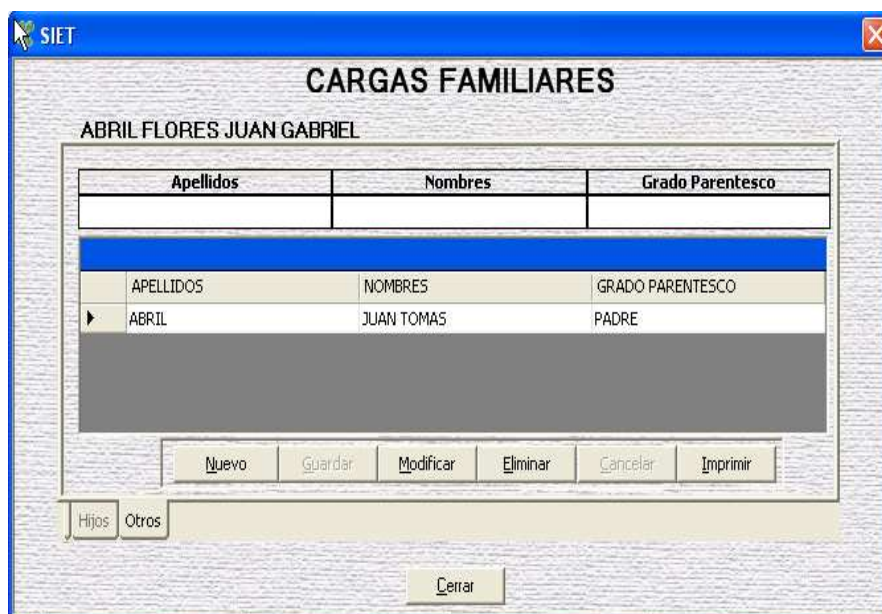 SIET
CARGAS FAMILIARES
ABRIL FLORES JUAN GABRIEL
Apellidos Nombres Grado Parentesco
APELLIDOS NOMBRES GRADO PARENTESCO
ABRIL JUAN TOMAS PADRE
Nuevo Guardar Modificar Eliminar Cancelar Imprimir
Hijos Otros
Cerrar